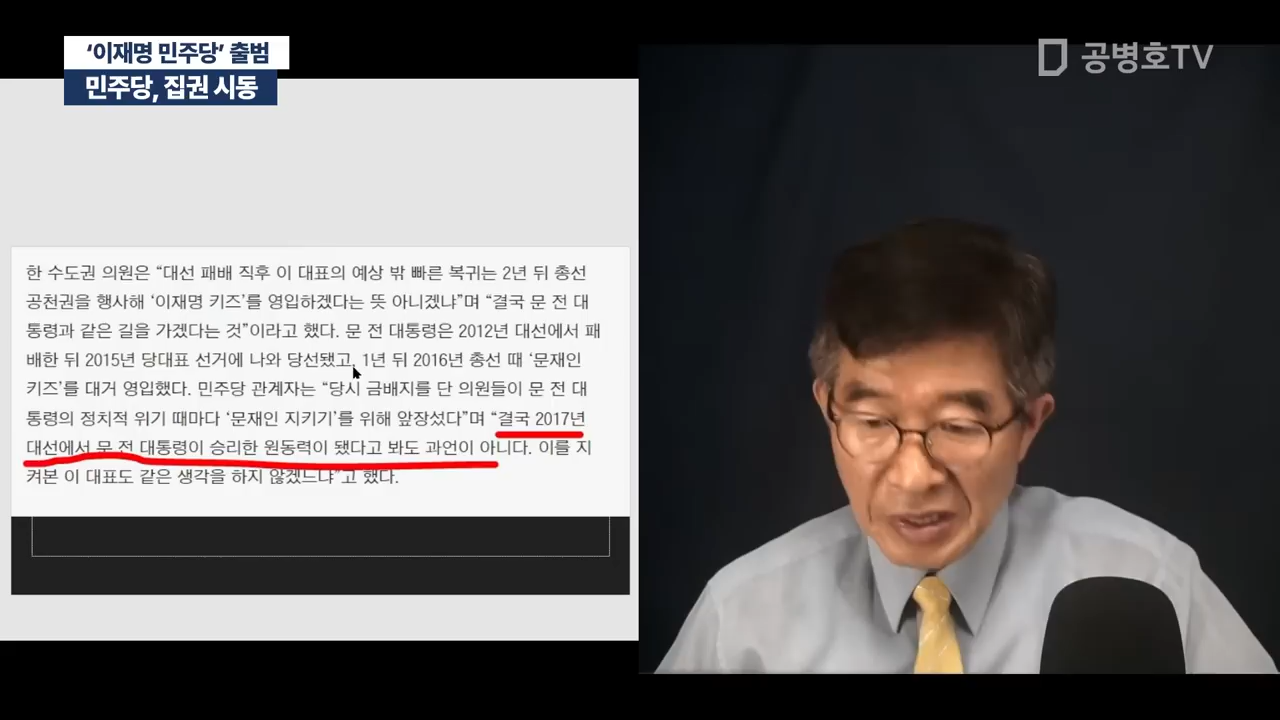 ‘이재명 민주당’ 출범
민주당, 집권 시동
공병호TV
한 수도권 의원은 “대선 패배 직후 이 대표의 예상 밖 빠른 복귀는 2년 뒤 총선
공천권을 행사해 ‘이재명 키즈’를 영입하겠다는 뜻 아니겠냐”며 “결국 문 전 대
통령과 같은 길을 가겠다는 것”이라고 했다. 문 전 대통령은 2012년 대선에서 패
배한 뒤 2015년 당대표 선거에 나와 당선됐고, 1년 뒤 2016년 총선 때 ‘문재인
키즈’를 대거 영입했다. 민주당 관계자는 “당시 금배지를 단 의원들이 문 전 대
통령의 정치적 위기 때마다 ‘문재인 지키기’를 위해 앞장섰다”며 “결국 2017년
대선에서 문 전 대통령이 승리한 원동력이 됐다고 봐도 과언이 아니다. 이를 지
켜본 이 대표도 같은 생각을 하지 않겠느냐”고 했다.